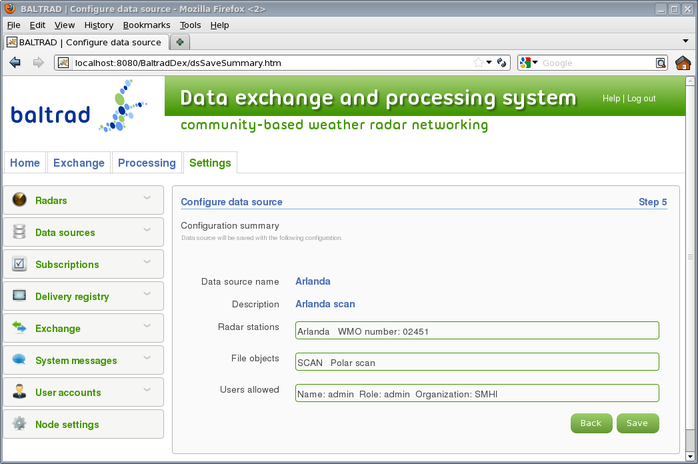 BALTRAD | Configure data source - Mozilla Firefox <2>
File Edit View History Bookmarks Tools Help
BALTRAD | Configure data source
localhost:8080/BaltradDex/dsSaveSummary.htm
Google
baltrad
Data exchange and processing system
Help | Log out
community-based weather radar networking
Home Exchange Processing Settings
Radars
Data sources
Subscriptions
Delivery registry
Exchange
System messages
User accounts
Node settings
Configure data source Step 5
Configuration summary
Data source will be saved with the following configuration.
Data source name Arlanda
Description Arlanda scan
Radar stations Arlanda WMO number: 02451
File objects SCAN Polar scan
Users allowed Name: admin Role: admin Organization: SMHI
Back Save